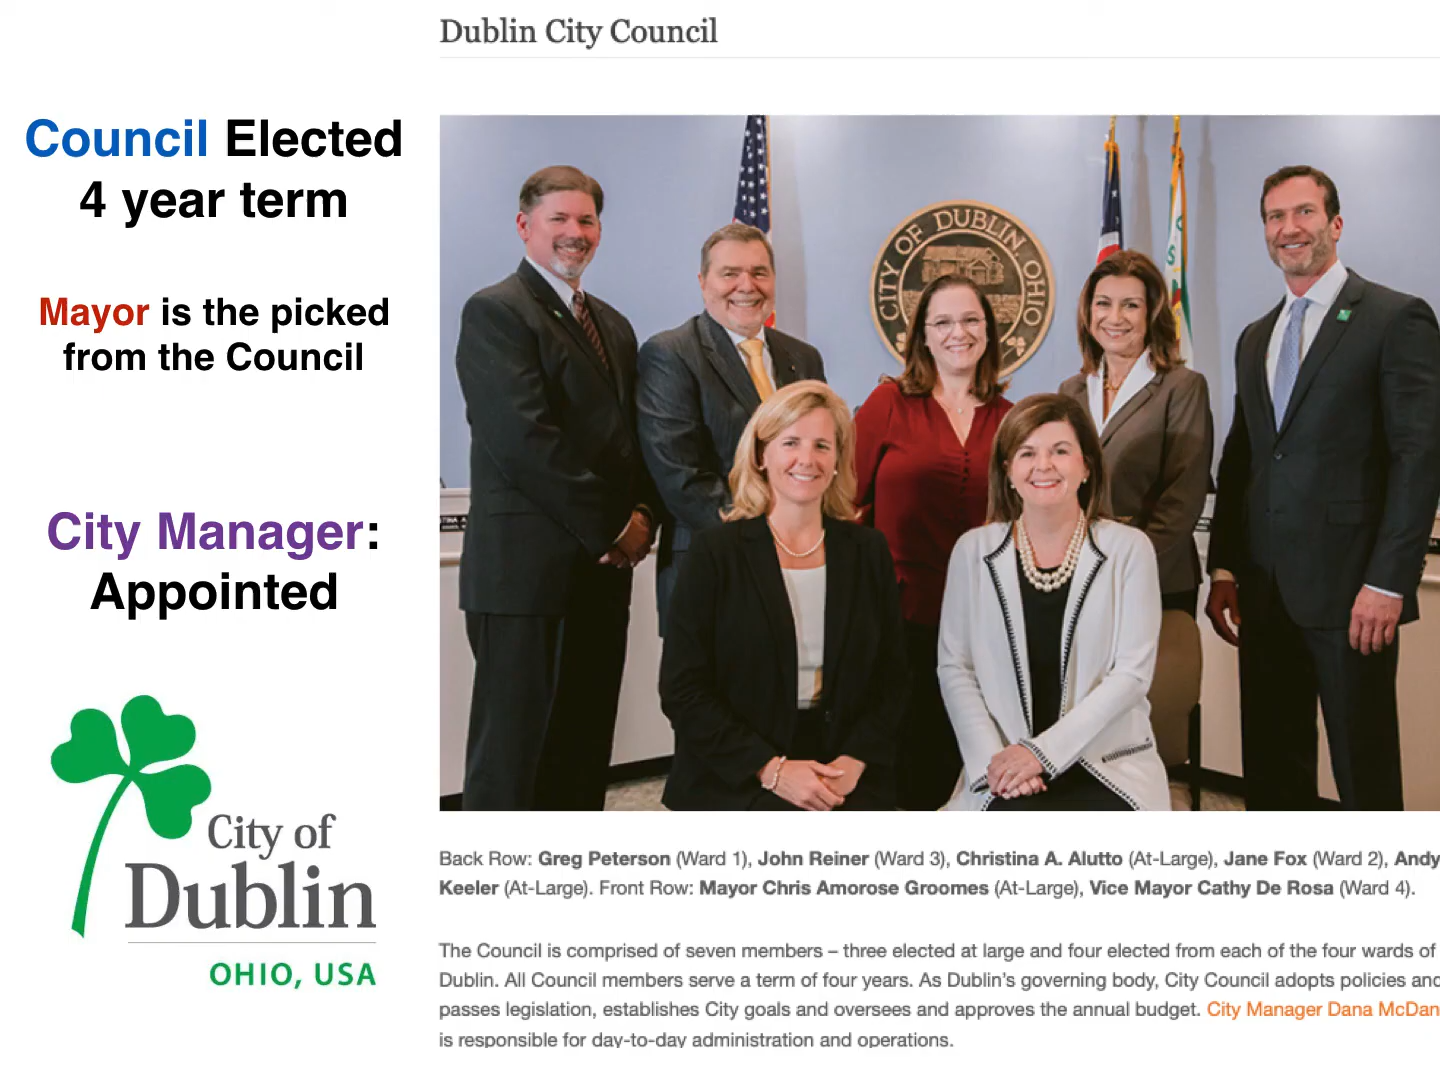 Dublin City Council
Council Elected
4 year term
Mayor is the picked
from the Council
City Manager:
Appointed
City of
Dublin
OHIO, USA
CITY OF DUBLIN, OHIO
Back Row: Greg Peterson (Ward 1), John Reiner (Ward 3), Christina A. Alutto (At-Large), Jane Fox (Ward 2), Andy
Keeler (At-Large). Front Row: Mayor Chris Amorose Groomes (At-Large), Vice Mayor Cathy De Rosa (Ward 4).
The Council is comprised of seven members – three elected at large and four elected from each of the four wards of
Dublin. All Council members serve a term of four years. As Dublin's governing body, City Council adopts policies and
passes legislation, establishes City goals and oversees and approves the annual budget. City Manager Dana McDan
is responsible for day-to-day administration and operations.